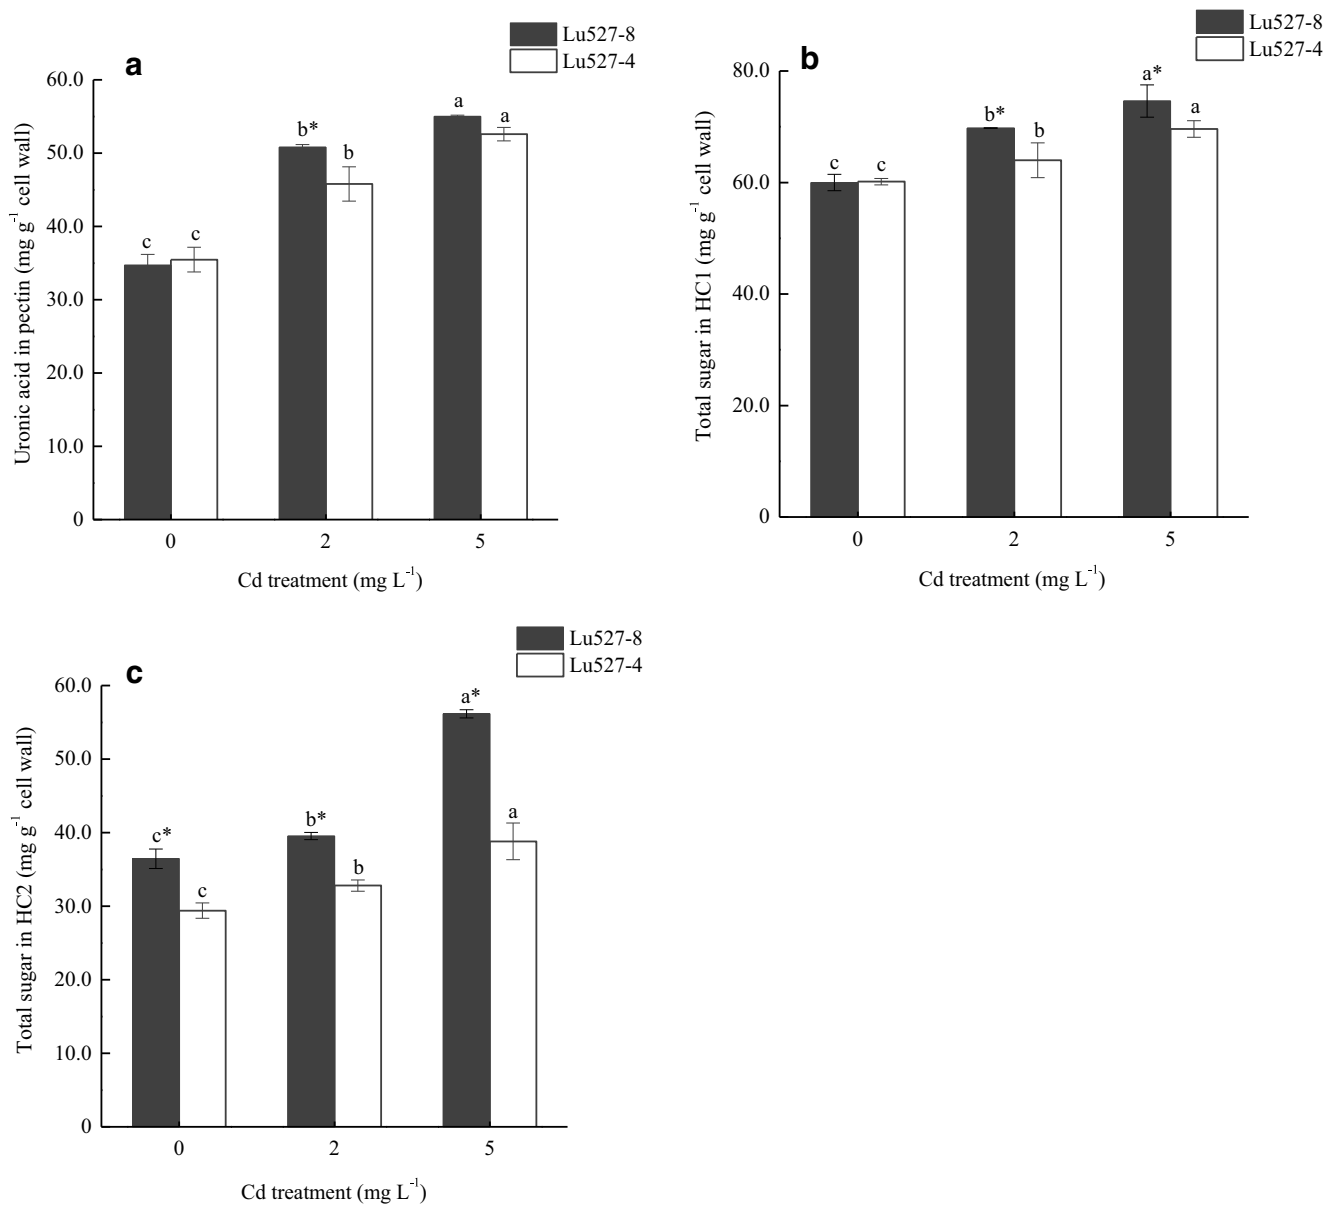 a
Lu527-8
Lu527-4
60.0
50.0
40.0
30.0
20.0
10.0
0
Uronic acid in pectin (mg g⁻¹ cell wall)
c
c
b*
b
a
a
0
2
5
Cd treatment (mg L⁻¹)
b
Lu527-8
Lu527-4
80.0
60.0
40.0
20.0
0
Total sugar in HC1 (mg g⁻¹ cell wall)
c
c
b*
b
a*
a
0
2
5
Cd treatment (mg L⁻¹)
c
Lu527-8
Lu527-4
60.0
50.0
40.0
30.0
20.0
10.0
0
Total sugar in HC2 (mg g⁻¹ cell wall)
c*
c
b*
b
a*
a
0
2
5
Cd treatment (mg L⁻¹)